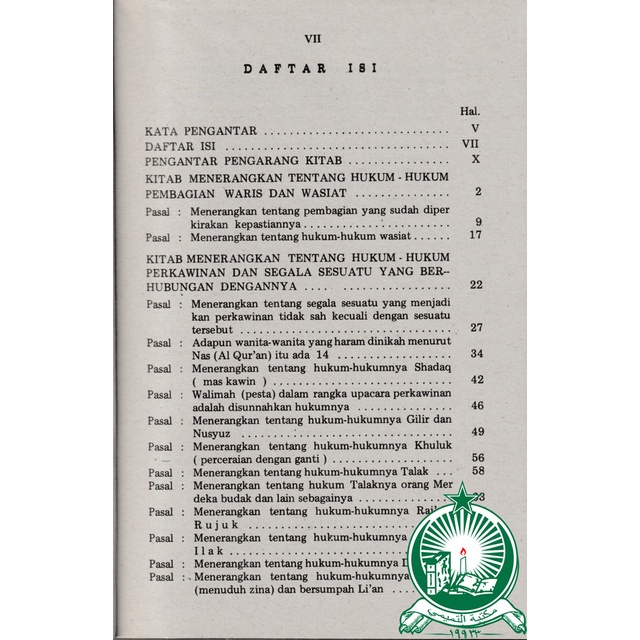 VII
DAFTAR ISI
Hal.
KATA PENGANTAR .............................. V
DAFTAR ISI .................................... VII
PENGANTAR PENGARANG KITAB ................. X
KITAB MENERANGKAN TENTANG HUKUM - HUKUM
PEMBAGIAN WARIS DAN WASIAT ................ 2
Pasal : Menerangkan tentang pembagian yang sudah diper
kirakan kepastiannya ....................... 9
Pasal : Menerangkan tentang hukum-hukum wasiat ...... 17
KITAB MENERANGKAN TENTANG HUKUM - HUKUM
PERKAWINAN DAN SEGALA SESUATU YANG BER--
HUBUNGAN DENGANNYA .... ................. 22
Pasal : Menerangkan tentang segala sesuatu yang menjadi
kan perkawinan tidak sah kecuali dengan sesuatu
tersebut .................................. 27
Pasal : Adapun wanita-wanita yang haram dinikah menurut
Nas (Al Qur'an) itu ada 14 .................. 34
Pasal : Menerangkan tentang hukum-hukumnya Shadaq
( mas kawin ) ............................. 42
Pasal : Walimah (pesta) dalam rangka upacara perkawinan
adalah disunnahkan hukumnya ............... 46
Pasal : Menerangkan tentang hukum-hukumnya Gilir dan
Nusyuz ................................... 49
Pasal : Menerangkan tentang hukum-hukumnya Khuluk
( perceraian dengan ganti ) .................. 56
Pasal : Menerangkan tentang hukum-hukumnya Talak . 58
Pasal : Menerangkan tentang hukum Talaknya orang Mer
deka budak dan lain sebagainya ..............
Pasal : Menerangkan tentang hukum-hukumnya
Rujuk ................
Pasal : Menerangkan tentang hukum-hukumnya
Ilak ..................
Pasal : Menerangkan tentang hukum-hukumnya
Pasal : Menerangkan tentang hukum-hukumnya
(menuduh zina) dan bersumpah Li'an .......
مكتبة التميمي